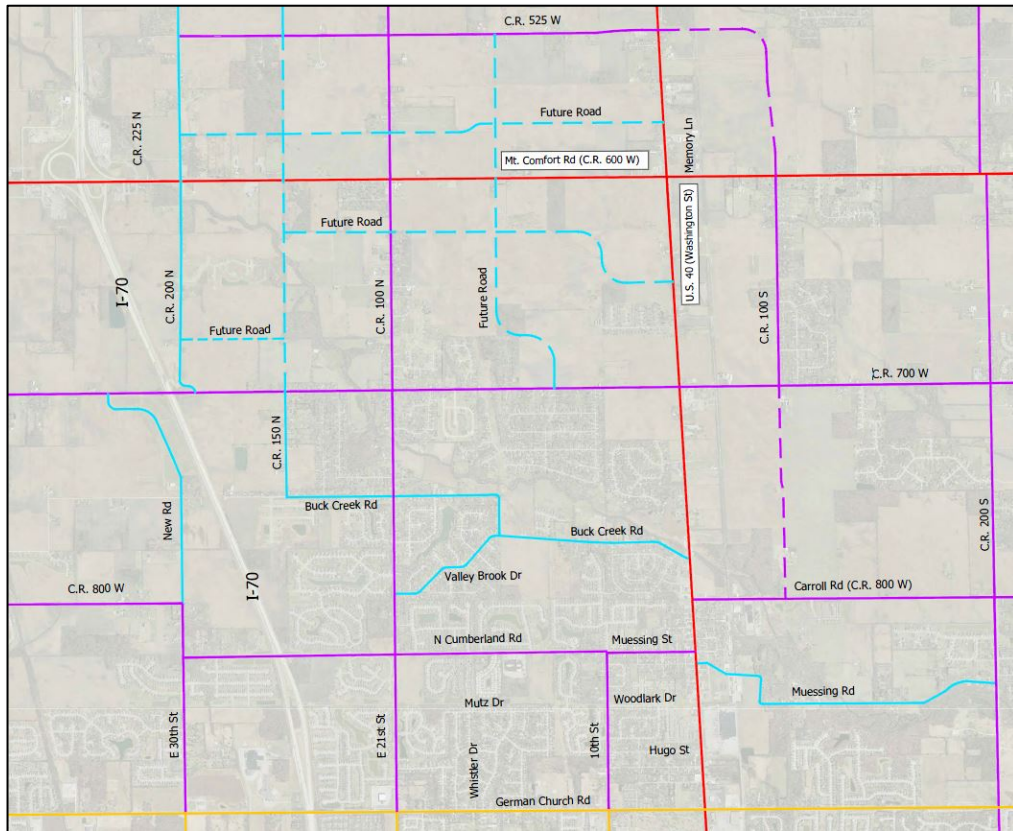 C.R. 525 W
C.R. 225 N
Future Road
Memory Ln
Mt. Comfort Rd (C.R. 600 W)
Future Road
U.S. 40 (Washington St)
I-70
C.R. 200 N
C.R. 100 N
Future Road
C.R. 100 S
Future Road
C.R. 700 W
C.R. 150 N
Buck Creek Rd
New Rd
Buck Creek Rd
C.R. 200 S
Valley Brook Dr
I-70
C.R. 800 W
Carroll Rd (C.R. 800 W)
N Cumberland Rd
Muessing St
Muessing Rd
Mutz Dr
Woodlark Dr
E 30th St
E 21st St
Whistler Dr
10th St
Hugo St
German Church Rd